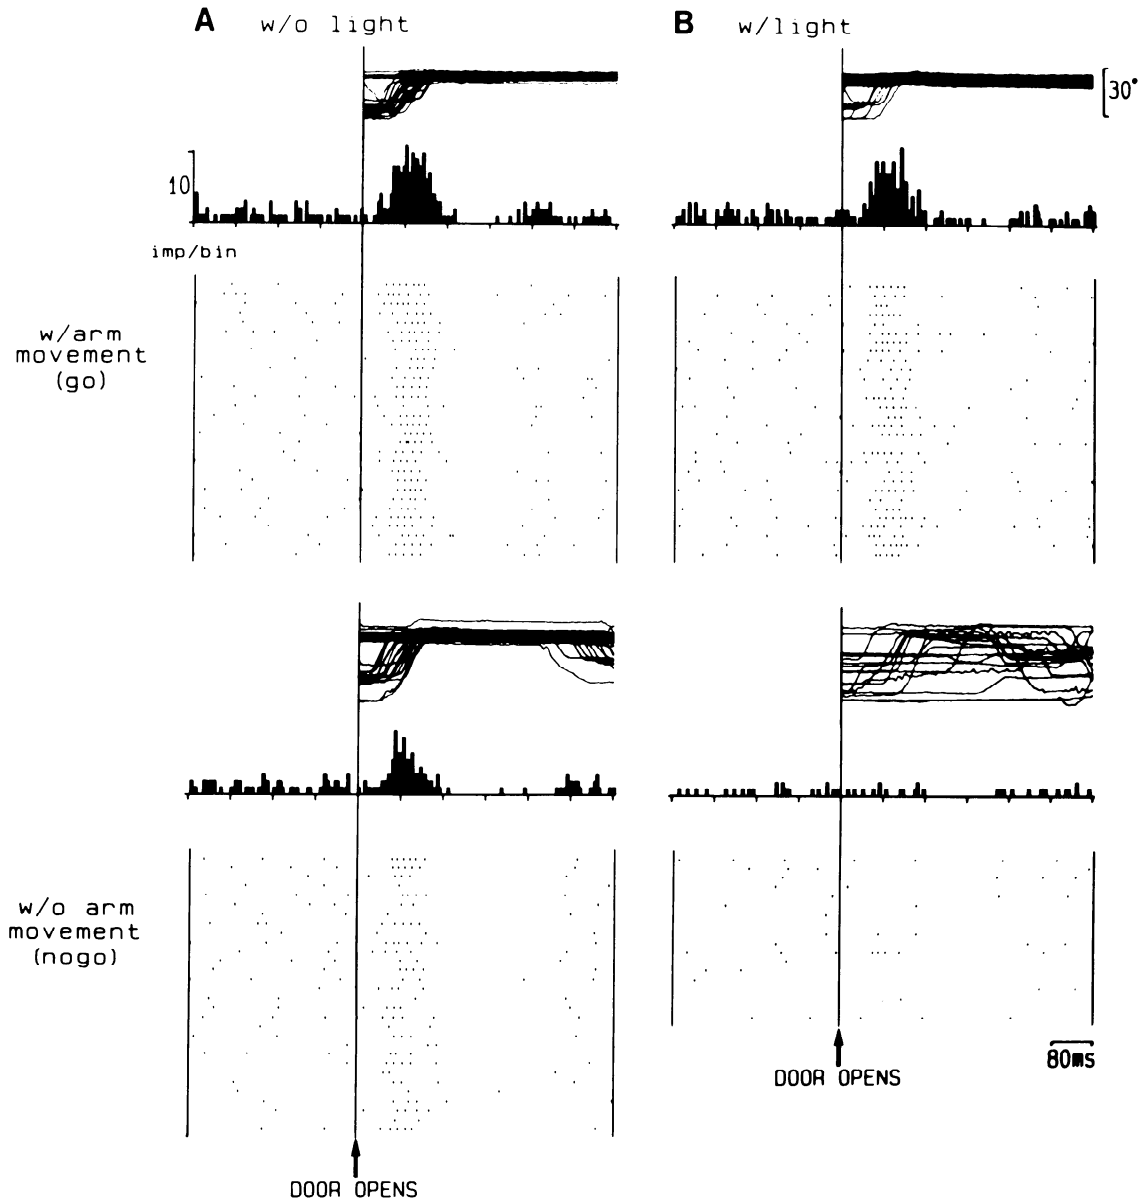 A w/o light
B w/light
30°
10
imp/bin
w/arm
movement
(go)
w/o arm
movement
(nogo)
80ms
DOOR OPENS
DOOR OPENS